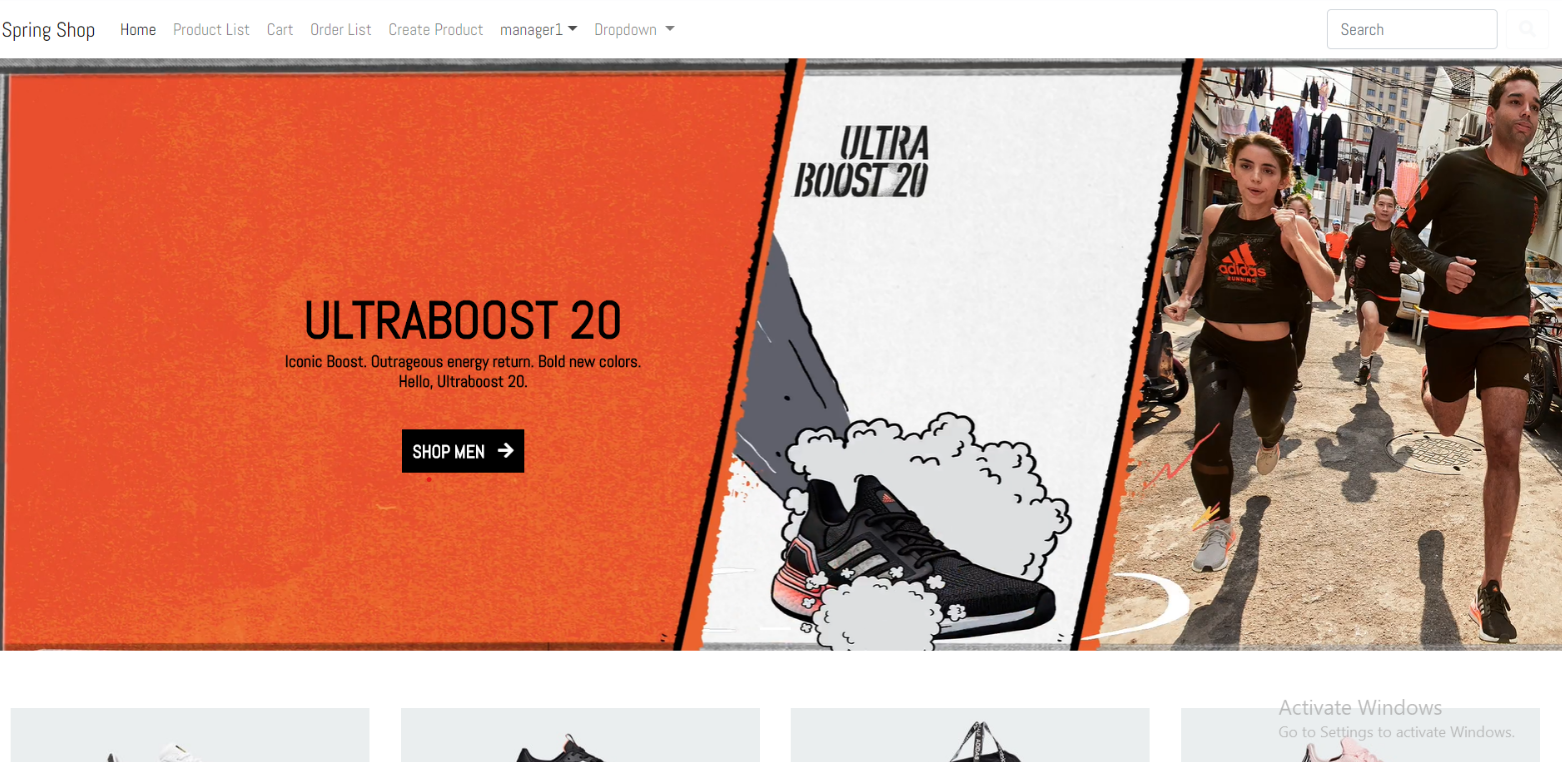 Spring Shop Home Product List Cart Order List Create Product manager1 Dropdown Search
ULTRA
BOOST 20
adidas
RUNNING
ULTRABOOST 20
Iconic Boost. Outrageous energy return. Bold new colors.
Hello, Ultraboost 20.
SHOP MEN
Activate Windows
Go to Settings to activate Windows.